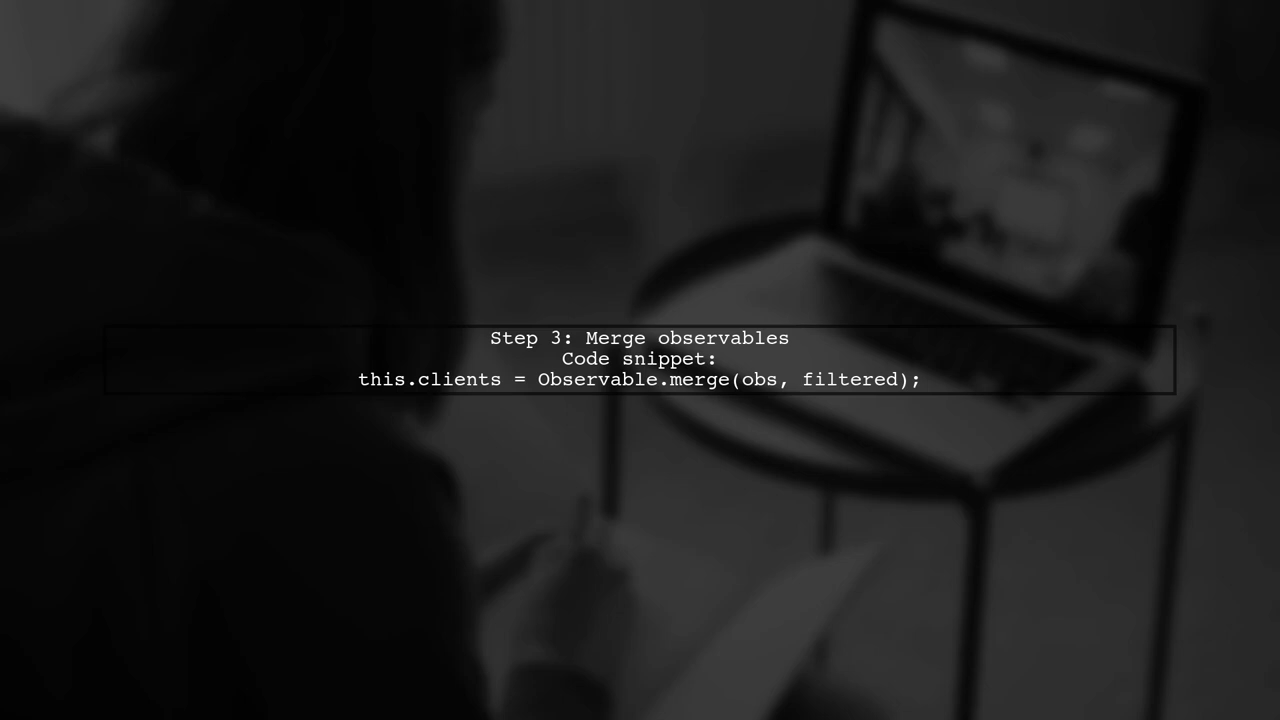 Step 3: Merge observables
Code snippet:
this.clients = Observable.merge(obs, filtered);